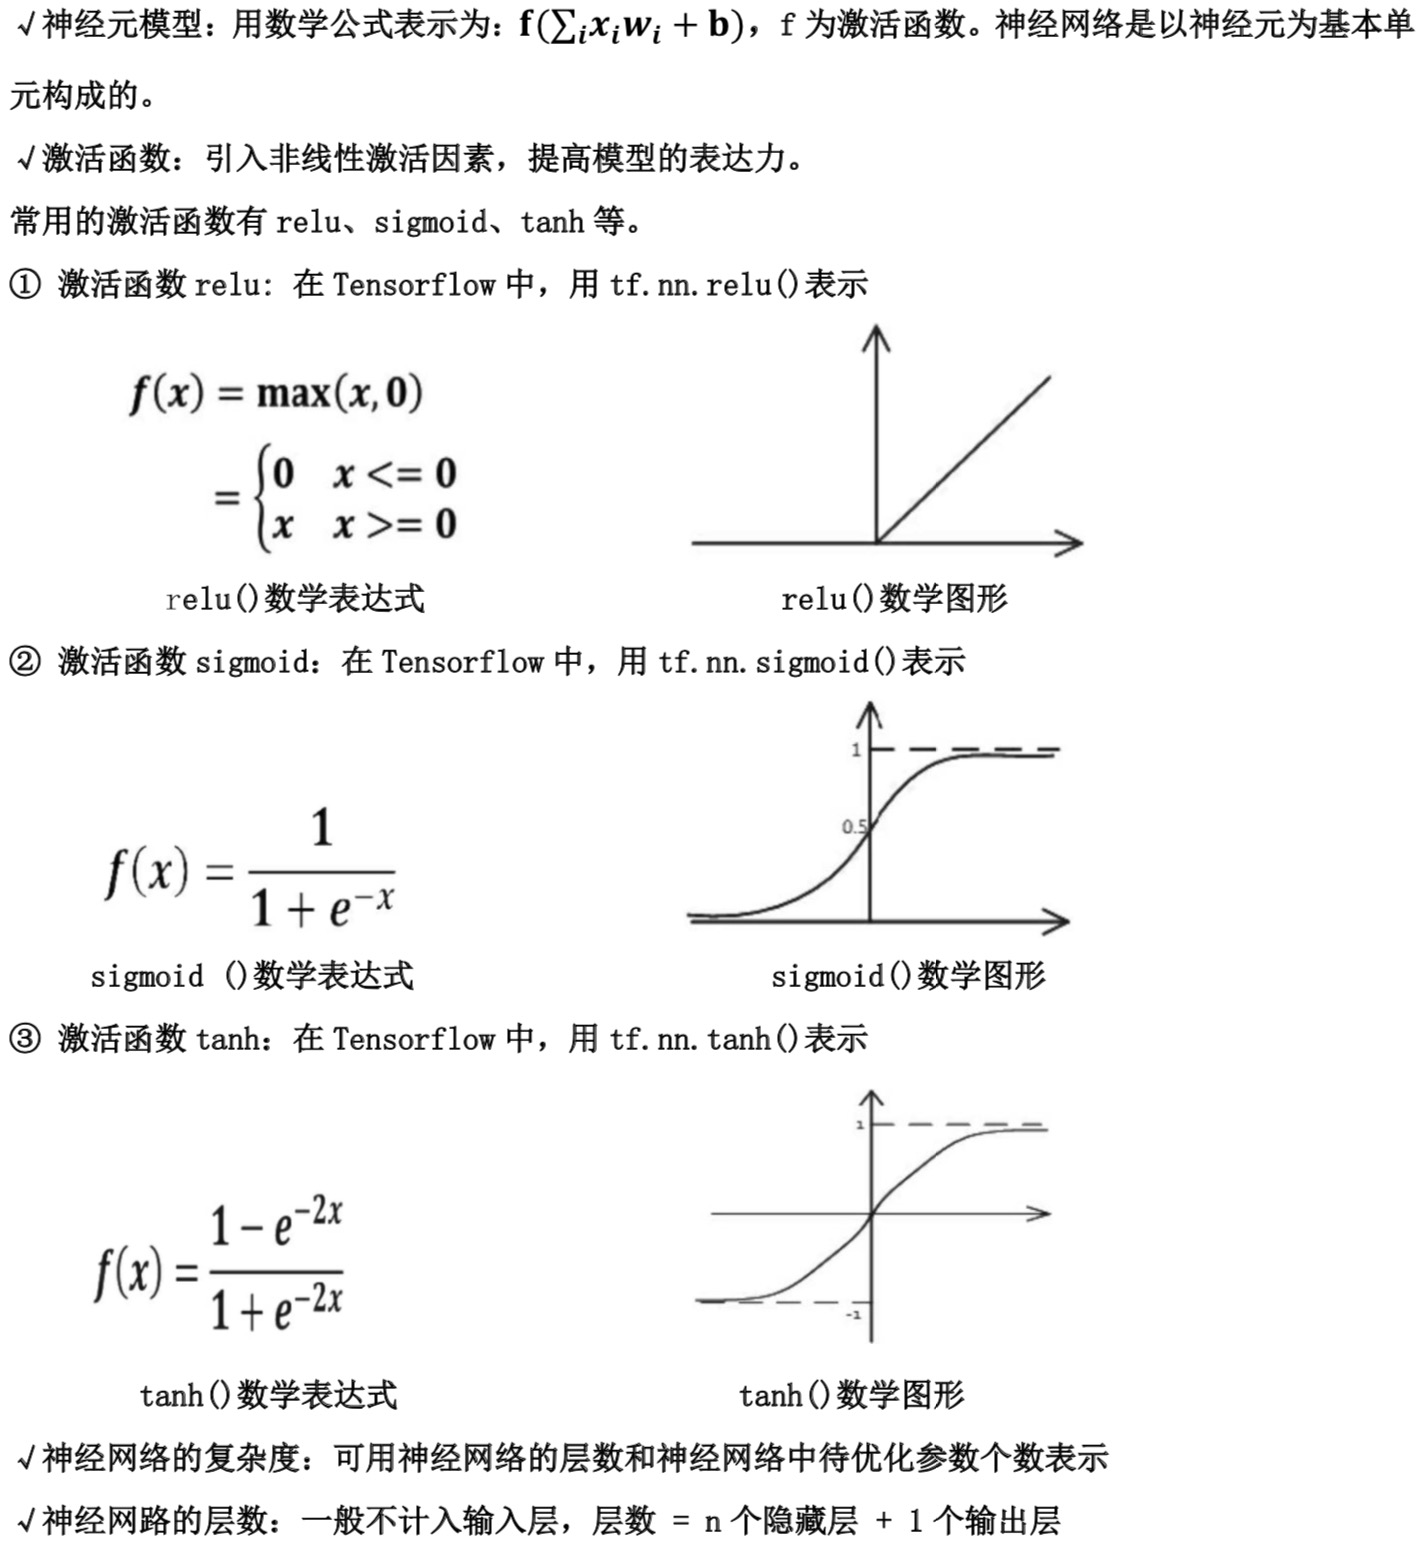 √神经元模型：用数学公式表示为：f(∑ᵢxᵢwᵢ + b)，f 为激活函数。神经网络是以神经元为基本单
元构成的。
√激活函数：引入非线性激活因素，提高模型的表达力。
常用的激活函数有 relu、sigmoid、tanh 等。
① 激活函数 relu: 在 Tensorflow 中，用 tf.nn.relu()表示
f(x) = max(x, 0)
= { 0 x <= 0
x x >= 0
relu()数学表达式 relu()数学图形
② 激活函数 sigmoid：在 Tensorflow 中，用 tf.nn.sigmoid()表示
1
0.5
f(x) = 1 / (1 + e^{-x})
sigmoid ()数学表达式 sigmoid()数学图形
③ 激活函数 tanh：在 Tensorflow 中，用 tf.nn.tanh()表示
1
f(x) = (1 − e^{-2x}) / (1 + e^{-2x})
-1
tanh()数学表达式 tanh()数学图形
√神经网络的复杂度：可用神经网络的层数和神经网络中待优化参数个数表示
√神经网路的层数：一般不计入输入层，层数 = n 个隐藏层 + 1 个输出层